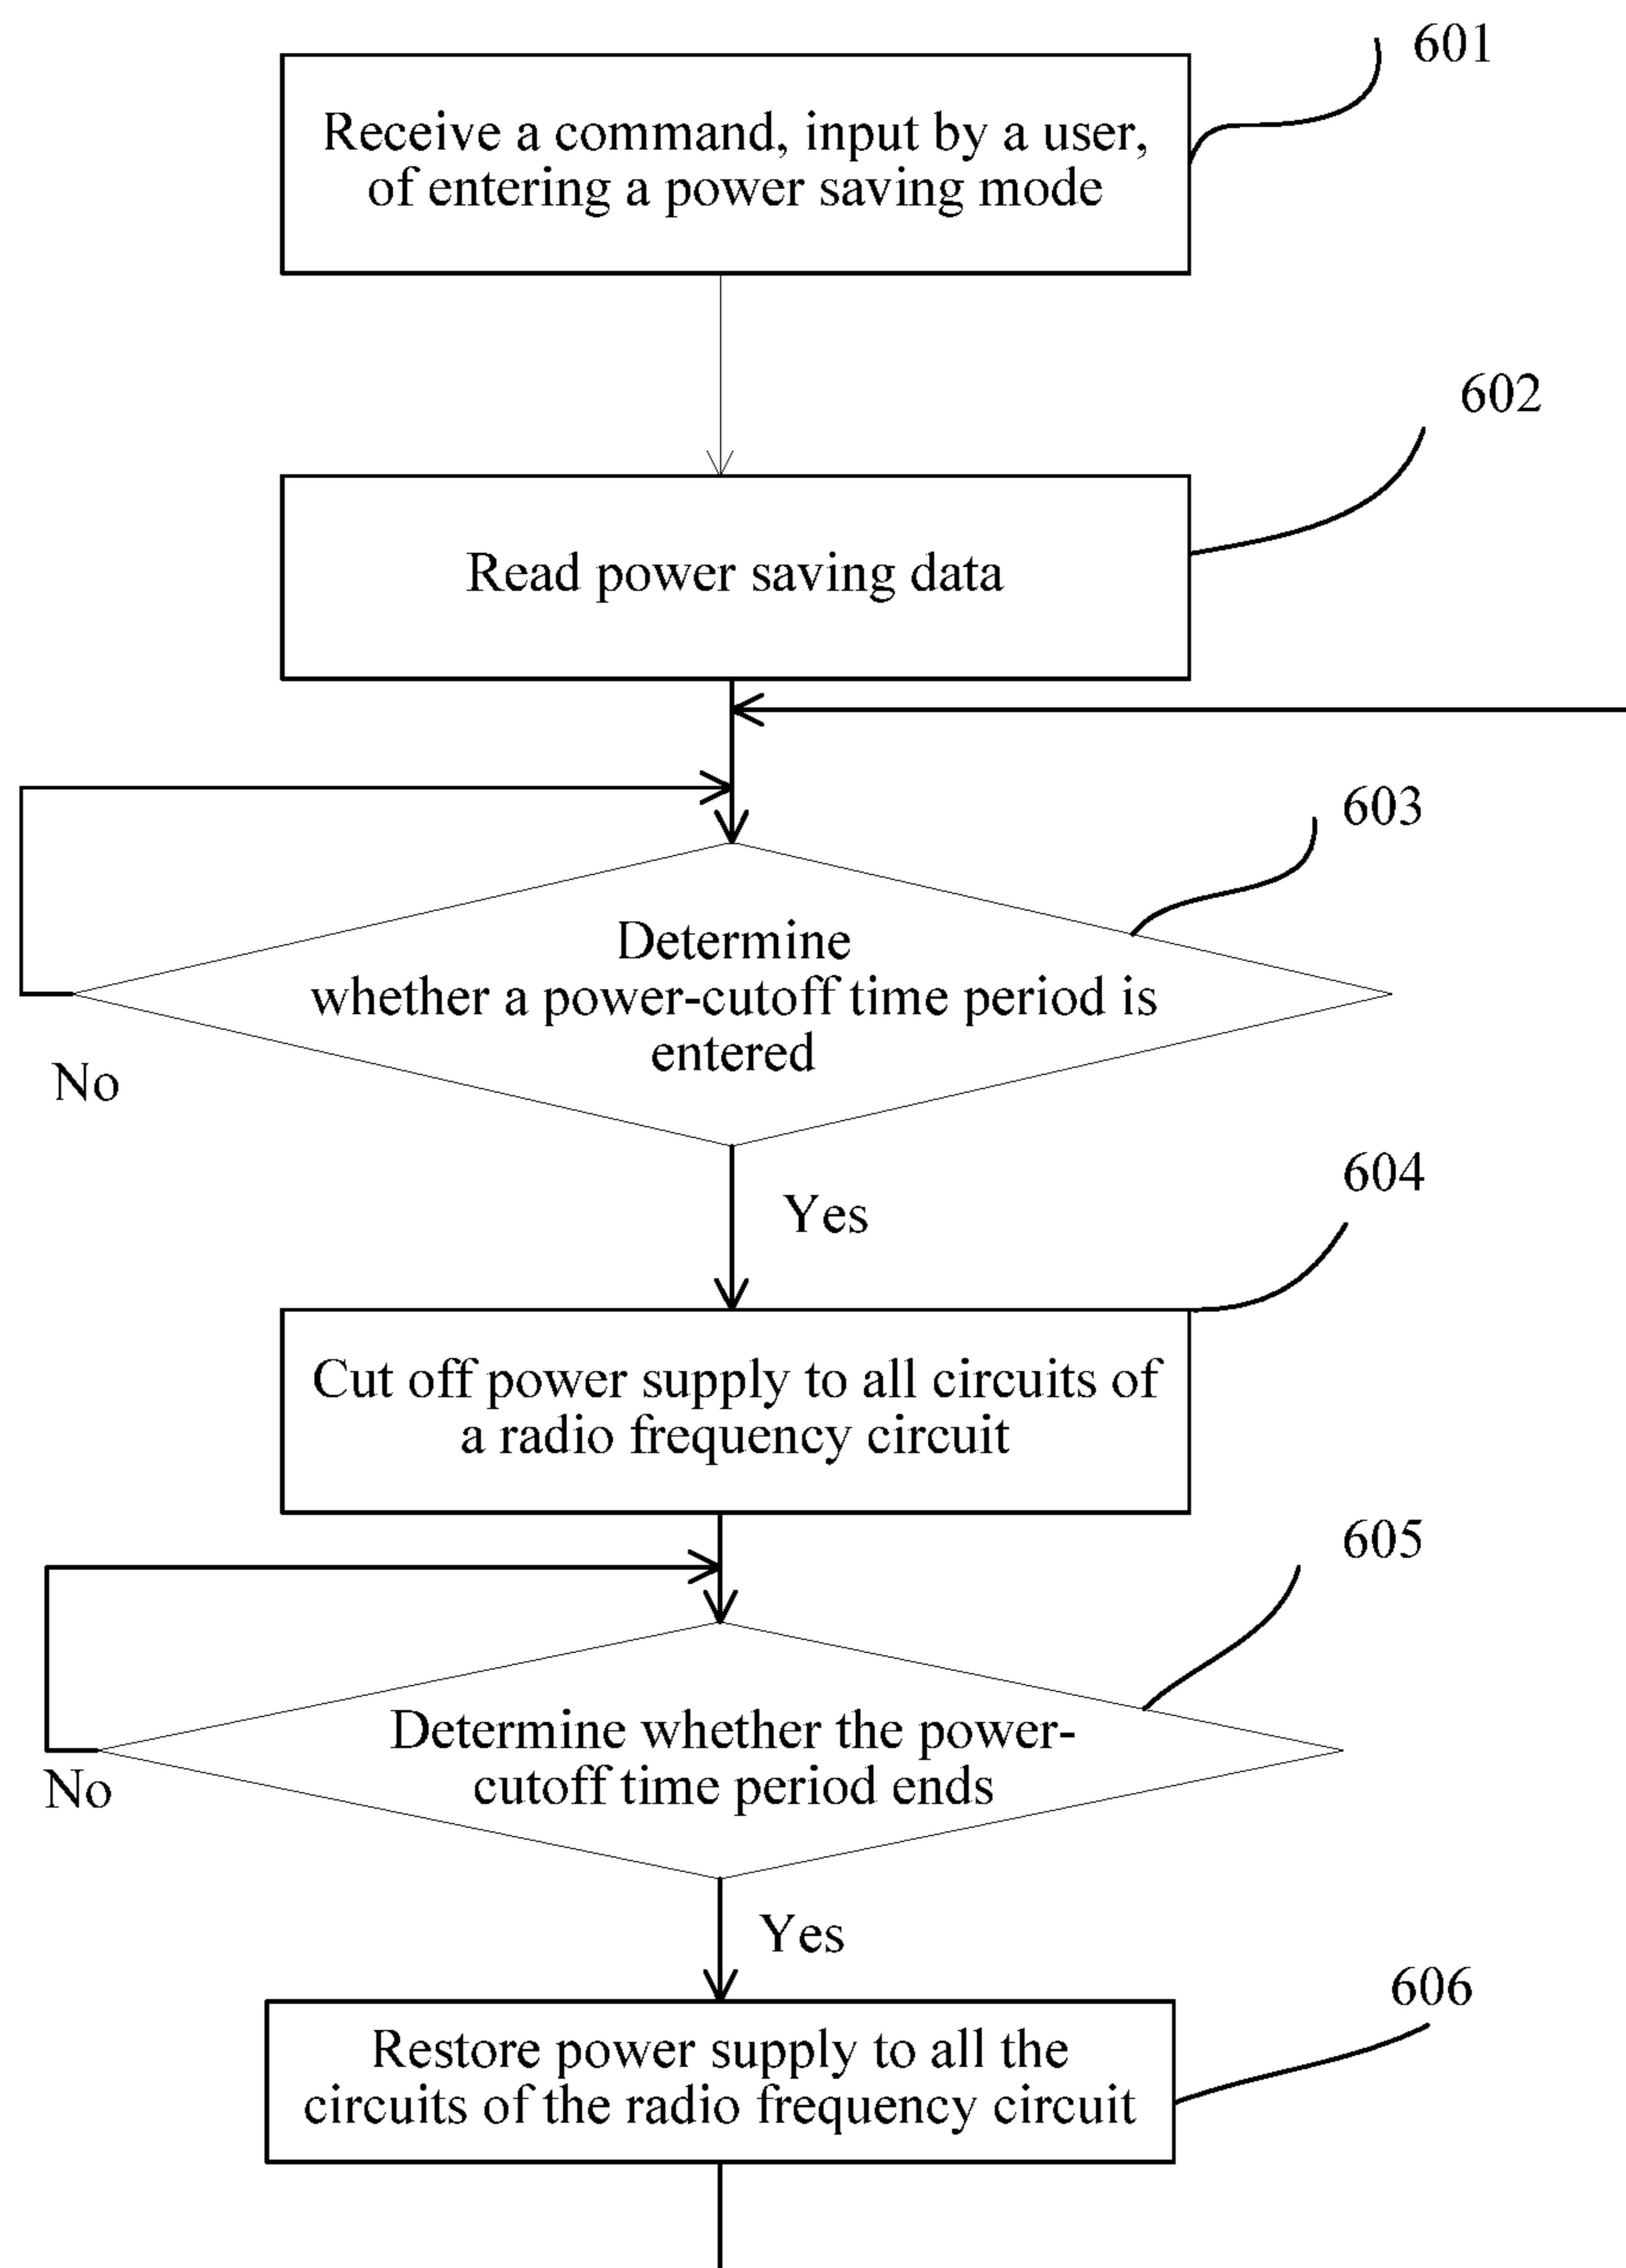 601
Receive a command, input by a user,
of entering a power saving mode
602
Read power saving data
603
Determine
whether a power-cutoff time period is
entered
No
604
Yes
Cut off power supply to all circuits of
a radio frequency circuit
605
Determine whether the power-
cutoff time period ends
No
Yes
606
Restore power supply to all the
circuits of the radio frequency circuit